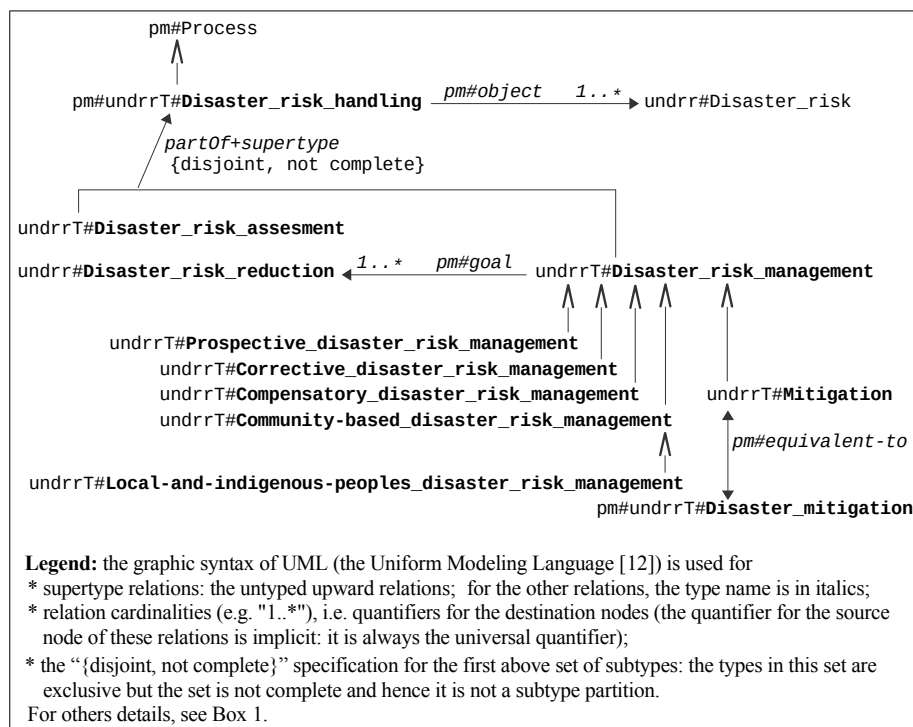 pm#Process
pm#undrrT#Disaster_risk_handling pm#object 1..* undrr#Disaster_risk
partOf+supertype
{disjoint, not complete}
undrrT#Disaster_risk_assesment
undrr#Disaster_risk_reduction 1..* pm#goal undrrT#Disaster_risk_management
undrrT#Prospective_disaster_risk_management
undrrT#Corrective_disaster_risk_management
undrrT#Compensatory_disaster_risk_management undrrT#Mitigation
undrrT#Community-based_disaster_risk_management
pm#equivalent-to
undrrT#Local-and-indigenous-peoples_disaster_risk_management
pm#undrrT#Disaster_mitigation
Legend: the graphic syntax of UML (the Uniform Modeling Language [12]) is used for
* supertype relations: the untyped upward relations; for the other relations, the type name is in italics;
* relation cardinalities (e.g. "1..*"), i.e. quantifiers for the destination nodes (the quantifier for the source
node of these relations is implicit: it is always the universal quantifier);
* the “{disjoint, not complete}” specification for the first above set of subtypes: the types in this set are
exclusive but the set is not complete and hence it is not a subtype partition.
For others details, see Box 1.